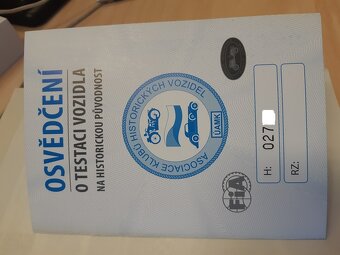 OSVĚDČENÍ
O TESTACI VOZIDLA
NA HISTORICKOU PŮVODNOST
ASOCIACE KLUBŮ HISTORICKÝCH VOZIDEL
ÚAMK
H: 027
RZ:
FIA